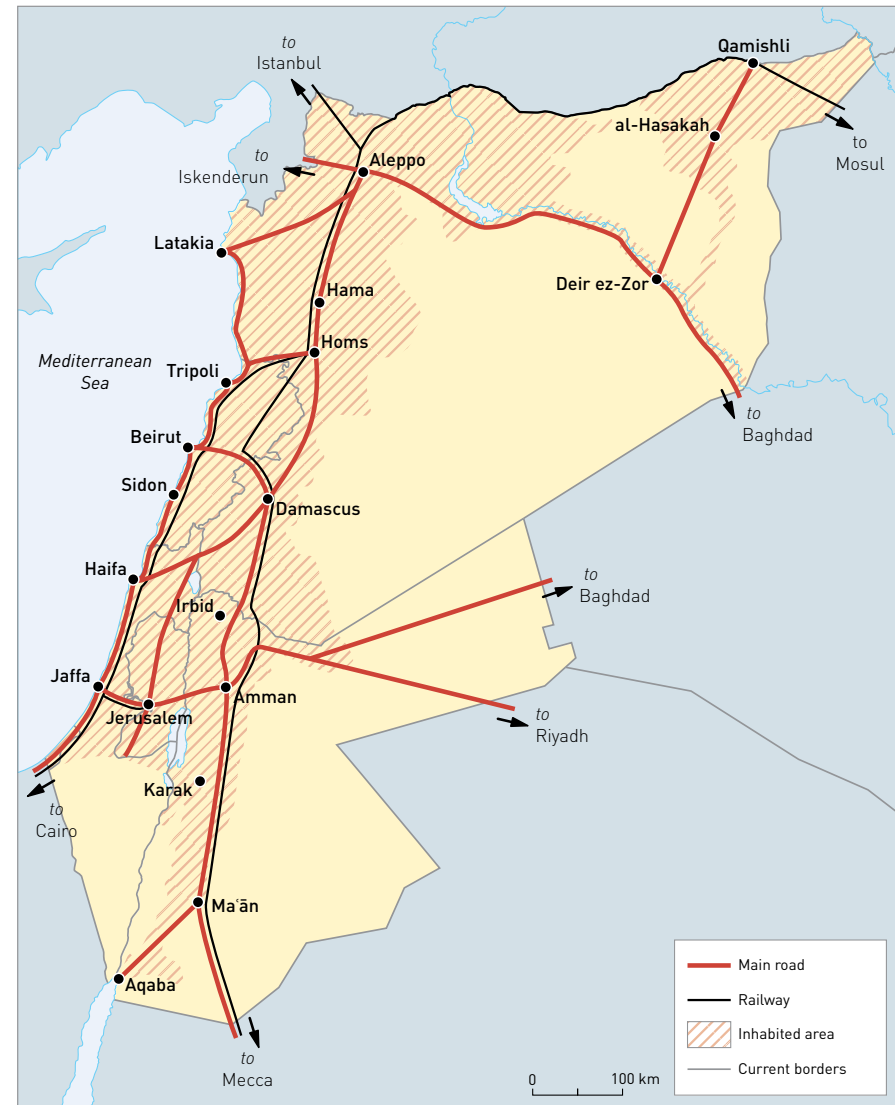 Qamishli
to
Istanbul
al-Hasakah
to
Mosul
to
Iskenderun
Aleppo
Latakia
Deir ez-Zor
Hama
Homs
Mediterranean
Sea
Tripoli
to
Baghdad
Beirut
Sidon
Damascus
Haifa
to
Baghdad
Irbid
Jaffa
Amman
Jerusalem
to
Riyadh
Karak
to
Cairo
Maʿān
Aqaba
to
Mecca
Main road
Railway
Inhabited area
Current borders
0 100 km